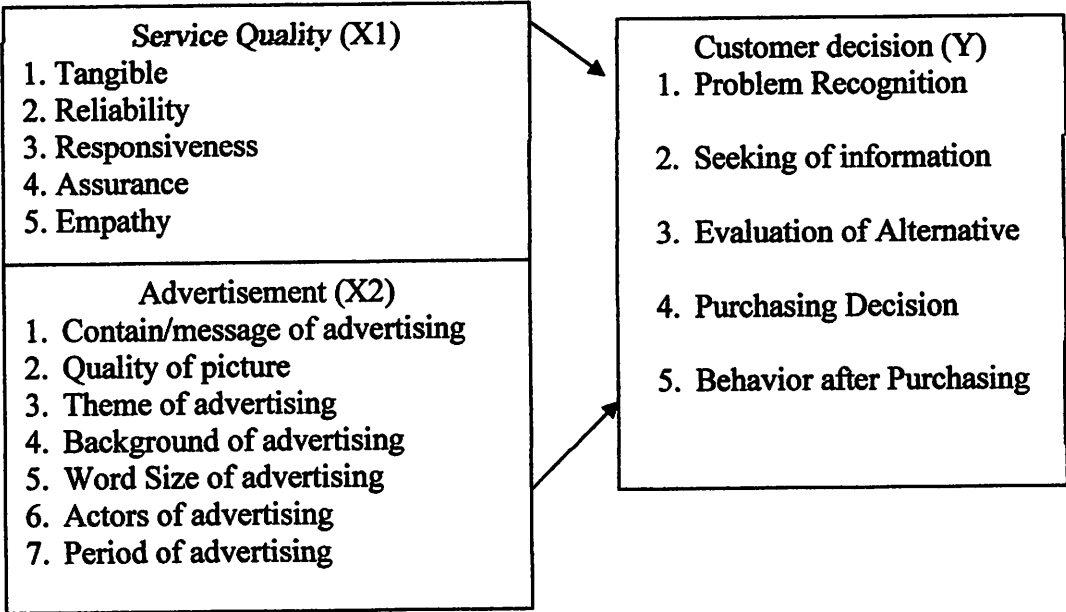 Service Quality (X1)
1. Tangible
2. Reliability
3. Responsiveness
4. Assurance
5. Empathy
Advertisement (X2)
1. Contain/message of advertising
2. Quality of picture
3. Theme of advertising
4. Background of advertising
5. Word Size of advertising
6. Actors of advertising
7. Period of advertising
Customer decision (Y)
1. Problem Recognition
2. Seeking of information
3. Evaluation of Alternative
4. Purchasing Decision
5. Behavior after Purchasing